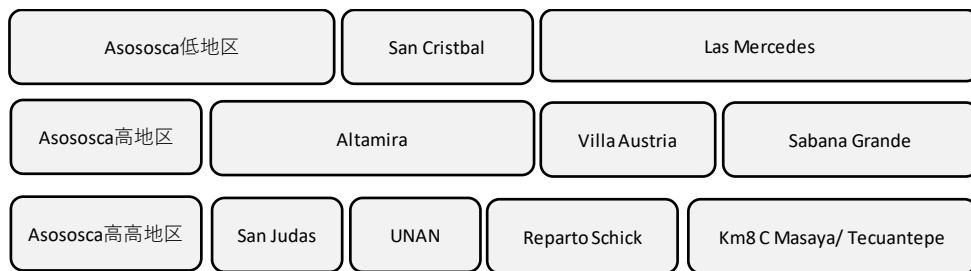 Asososca低地区
San Cristbal
Las Mercedes
Asososca高地区
Altamira
Villa Austria
Sabana Grande
Asososca高高地区
San Judas
UNAN
Reparto Schick
Km8 C Masaya/ Tecuantepe